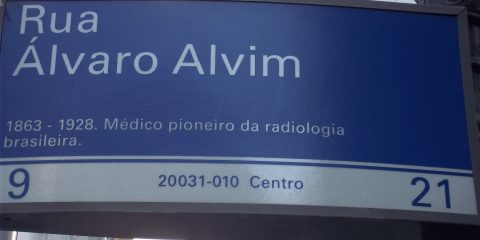 Rua
Álvaro Alvim
1863 - 1928. Médico pioneiro da radiologia
brasileira.
9 20031-010 Centro 21